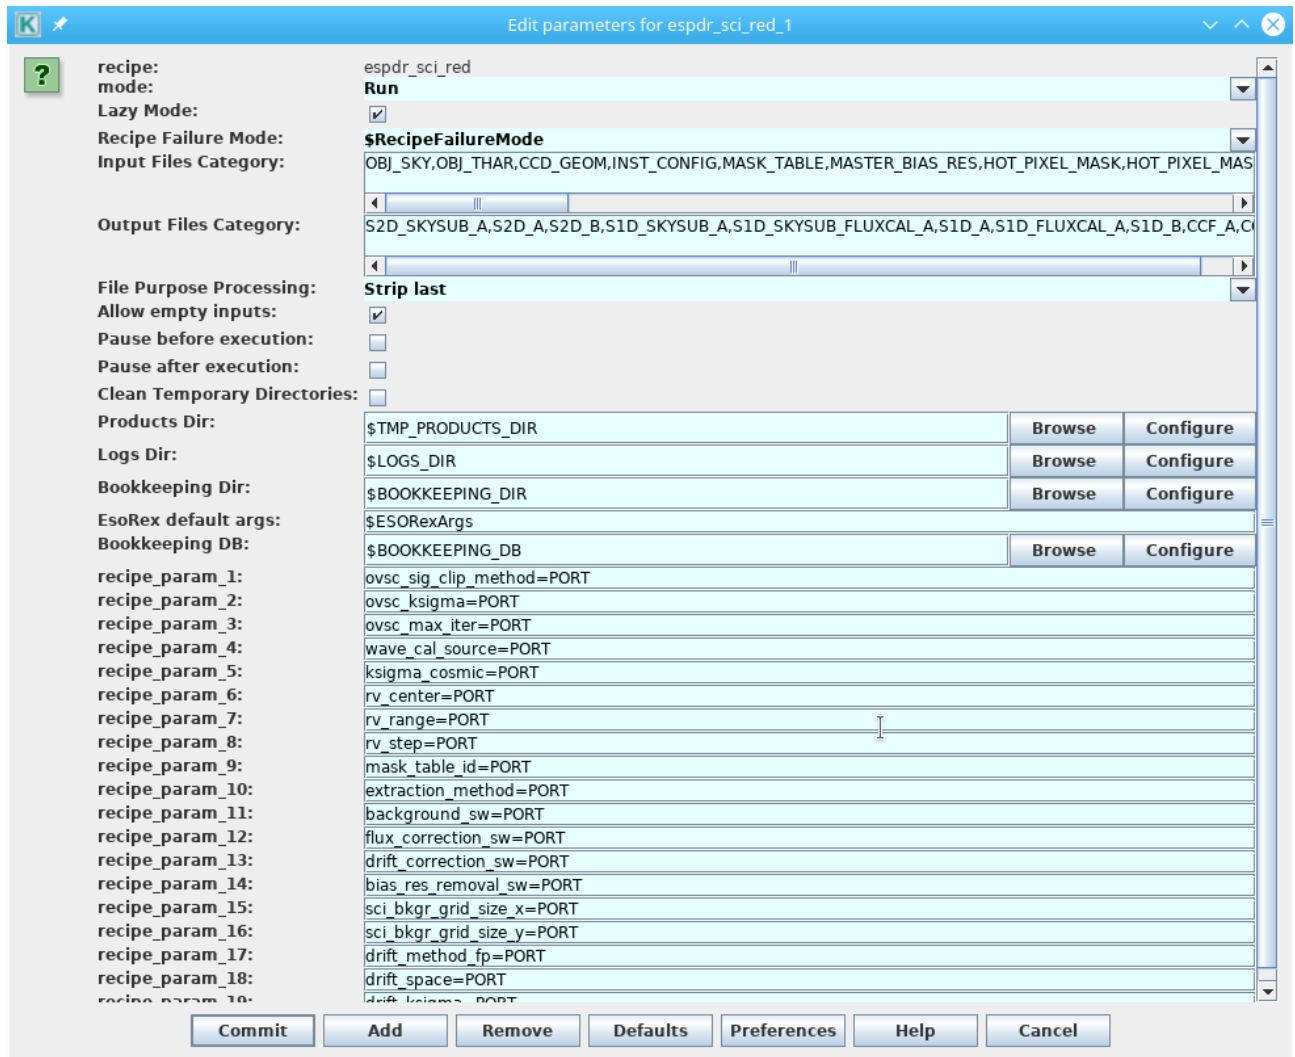 Edit parameters for espdr_sci_red_1
recipe: espdr_sci_red
mode: Run
Lazy Mode:
Recipe Failure Mode: $RecipeFailureMode
Input Files Category: OBJ_SKY,OBJ_THAR,CCD_GEOM,INST_CONFIG,MASK_TABLE,MASTER_BIAS_RES,HOT_PIXEL_MASK,HOT_PIXEL_MAS
Output Files Category: S2D_SKYSUB_A,S2D_A,S2D_B,S1D_SKYSUB_A,S1D_SKYSUB_FLUXCAL_A,S1D_A,S1D_FLUXCAL_A,S1D_B,CCF_A,C
File Purpose Processing: Strip last
Allow empty inputs:
Pause before execution:
Pause after execution:
Clean Temporary Directories:
Products Dir: $TMP_PRODUCTS_DIR Browse Configure
Logs Dir: $LOGS_DIR Browse Configure
Bookkeeping Dir: $BOOKKEEPING_DIR Browse Configure
EsoRex default args: $ESORexArgs
Bookkeeping DB: $BOOKKEEPING_DB Browse Configure
recipe_param_1: ovsc_sig_clip_method=PORT
recipe_param_2: ovsc_ksigma=PORT
recipe_param_3: ovsc_max_iter=PORT
recipe_param_4: wave_cal_source=PORT
recipe_param_5: ksigma_cosmic=PORT
recipe_param_6: rv_center=PORT
recipe_param_7: rv_range=PORT
recipe_param_8: rv_step=PORT
recipe_param_9: mask_table_id=PORT
recipe_param_10: extraction_method=PORT
recipe_param_11: background_sw=PORT
recipe_param_12: flux_correction_sw=PORT
recipe_param_13: drift_correction_sw=PORT
recipe_param_14: bias_res_removal_sw=PORT
recipe_param_15: sci_bkgr_grid_size_x=PORT
recipe_param_16: sci_bkgr_grid_size_y=PORT
recipe_param_17: drift_method_fp=PORT
recipe_param_18: drift_space=PORT
recipe_param_19: drift_ksigma=PORT
Commit Add Remove Defaults Preferences Help Cancel